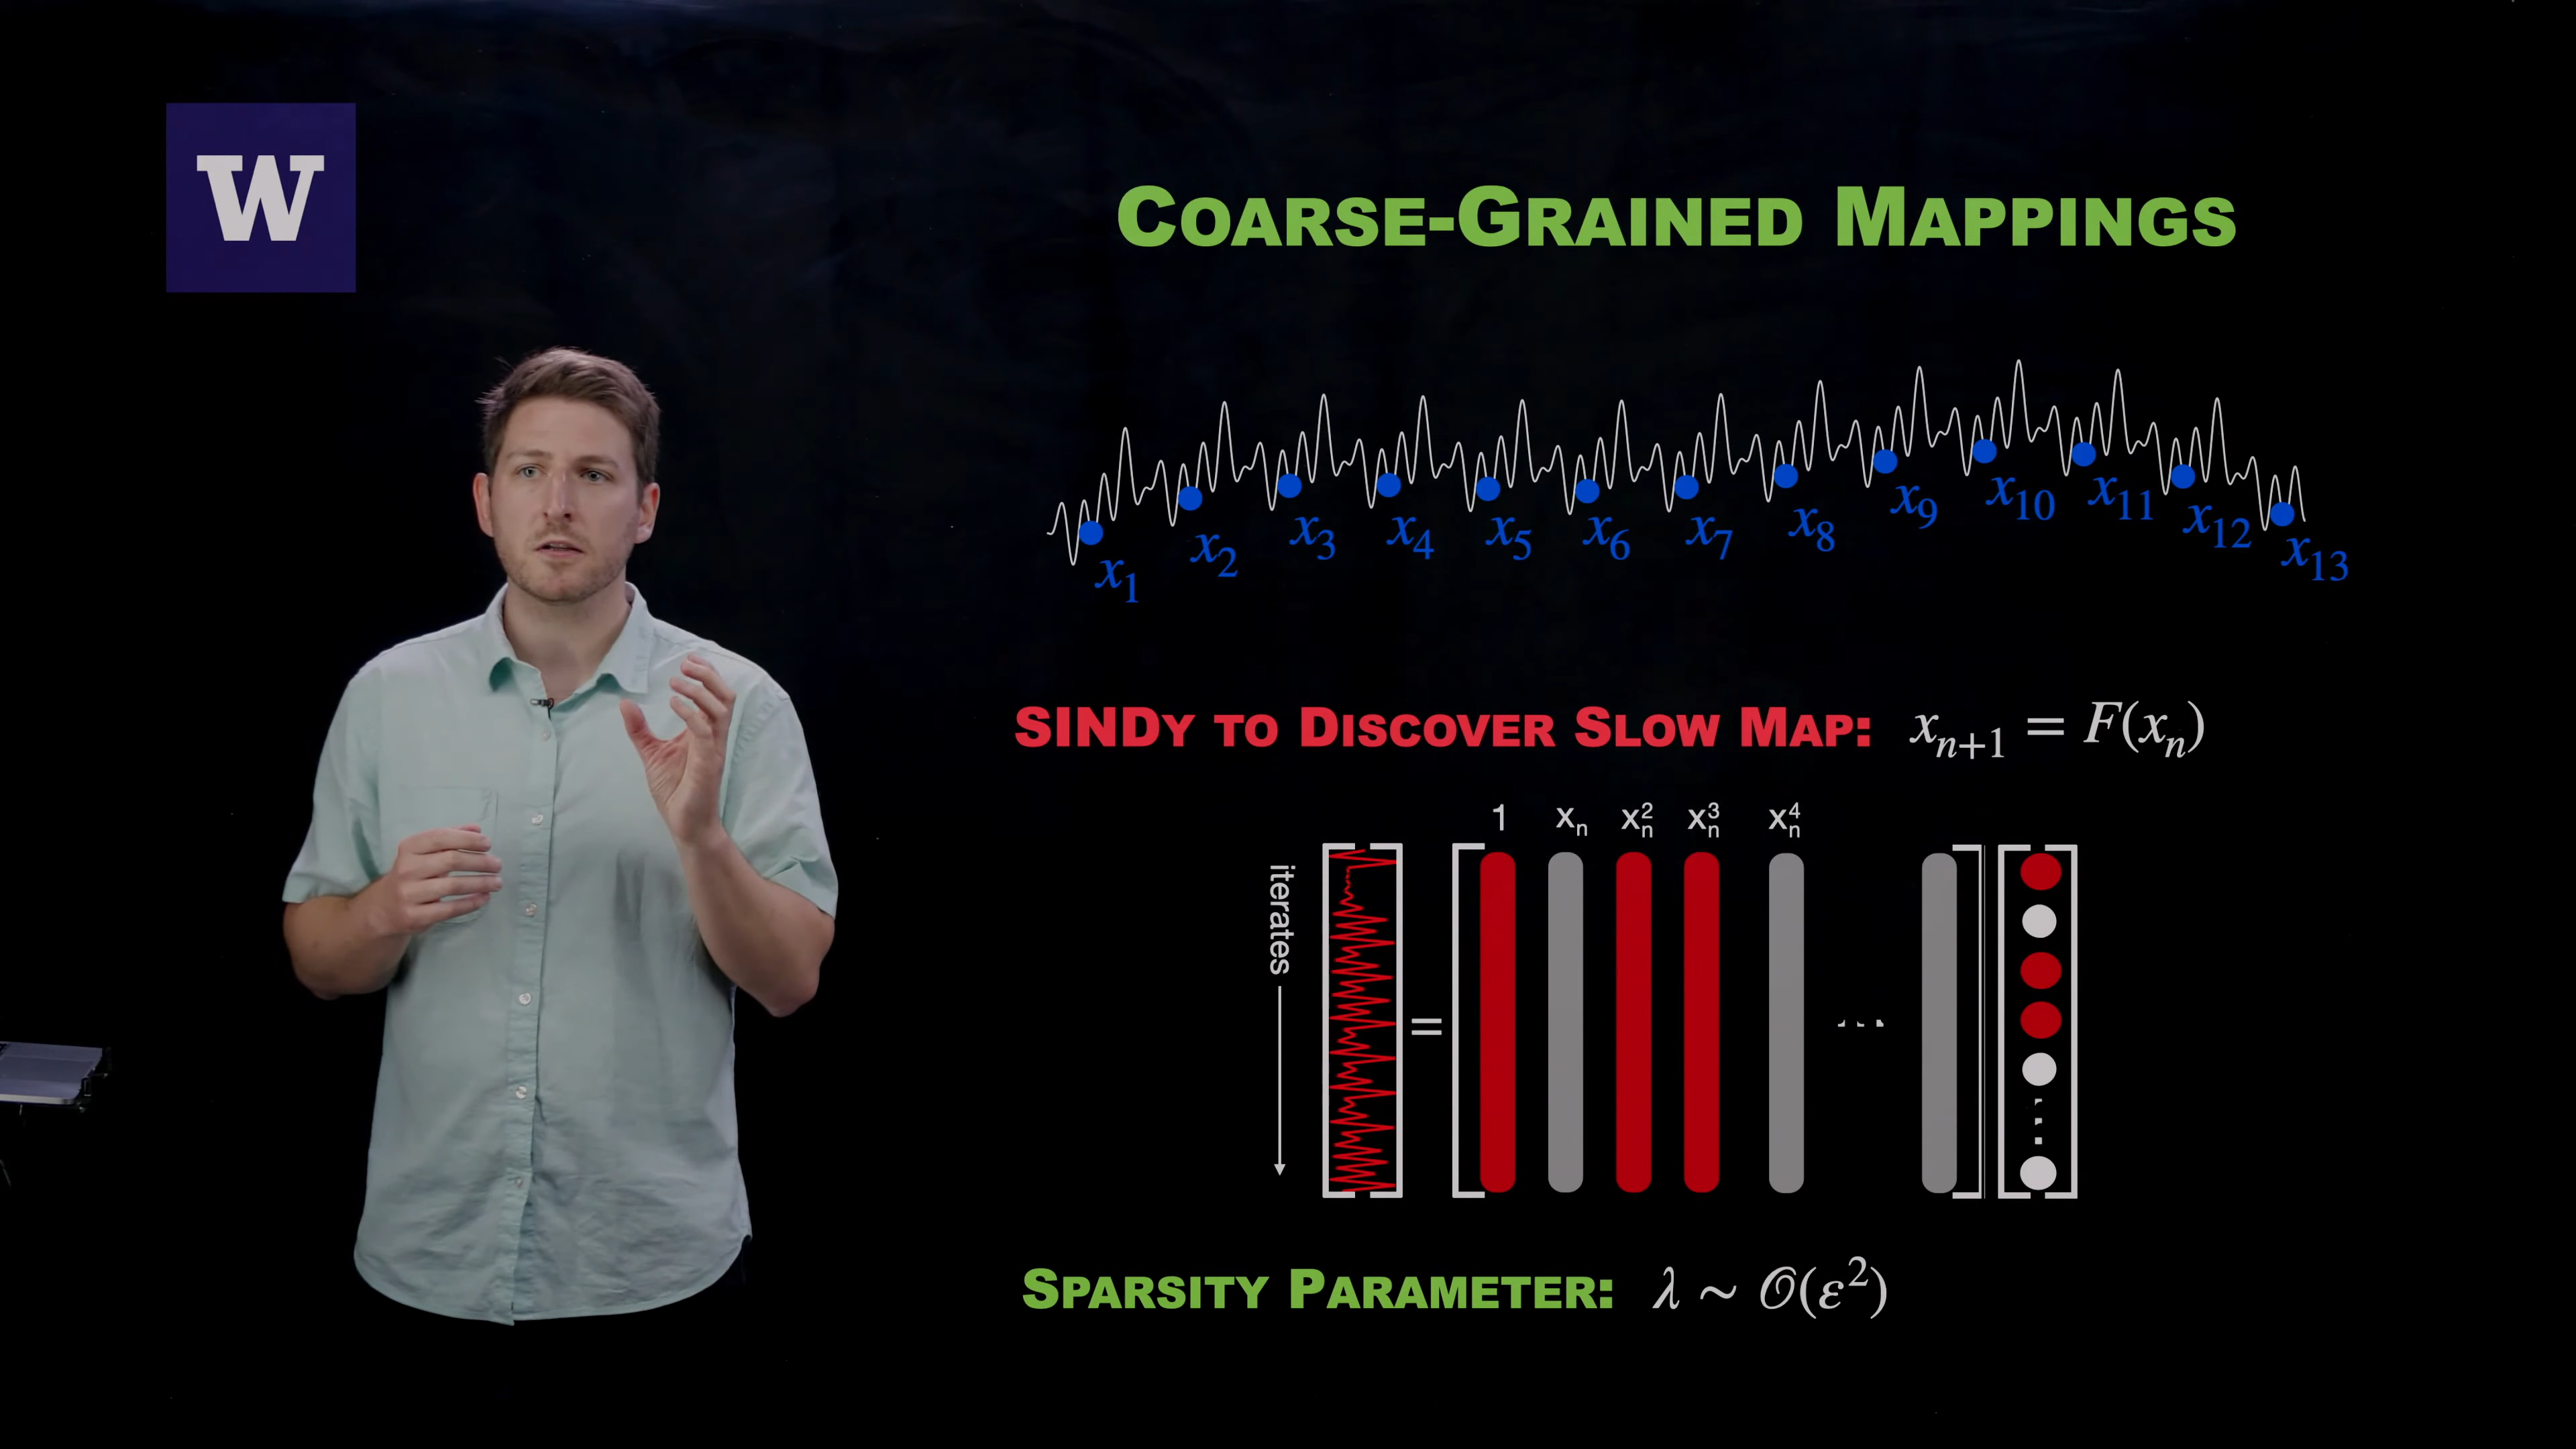 W
COARSE-GRAINED MAPPINGS
x₁ x₂ x₃ x₄ x₅ x₆ x₇ x₈ x₉ x₁₀ x₁₁ x₁₂ x₁₃
SINDY TO DISCOVER SLOW MAP: xₙ₊₁ = F(xₙ)
1 xₙ xₙ² xₙ³ xₙ⁴
iterates
= ...
SPARSITY PARAMETER: λ ~ 𝒪(ε²)